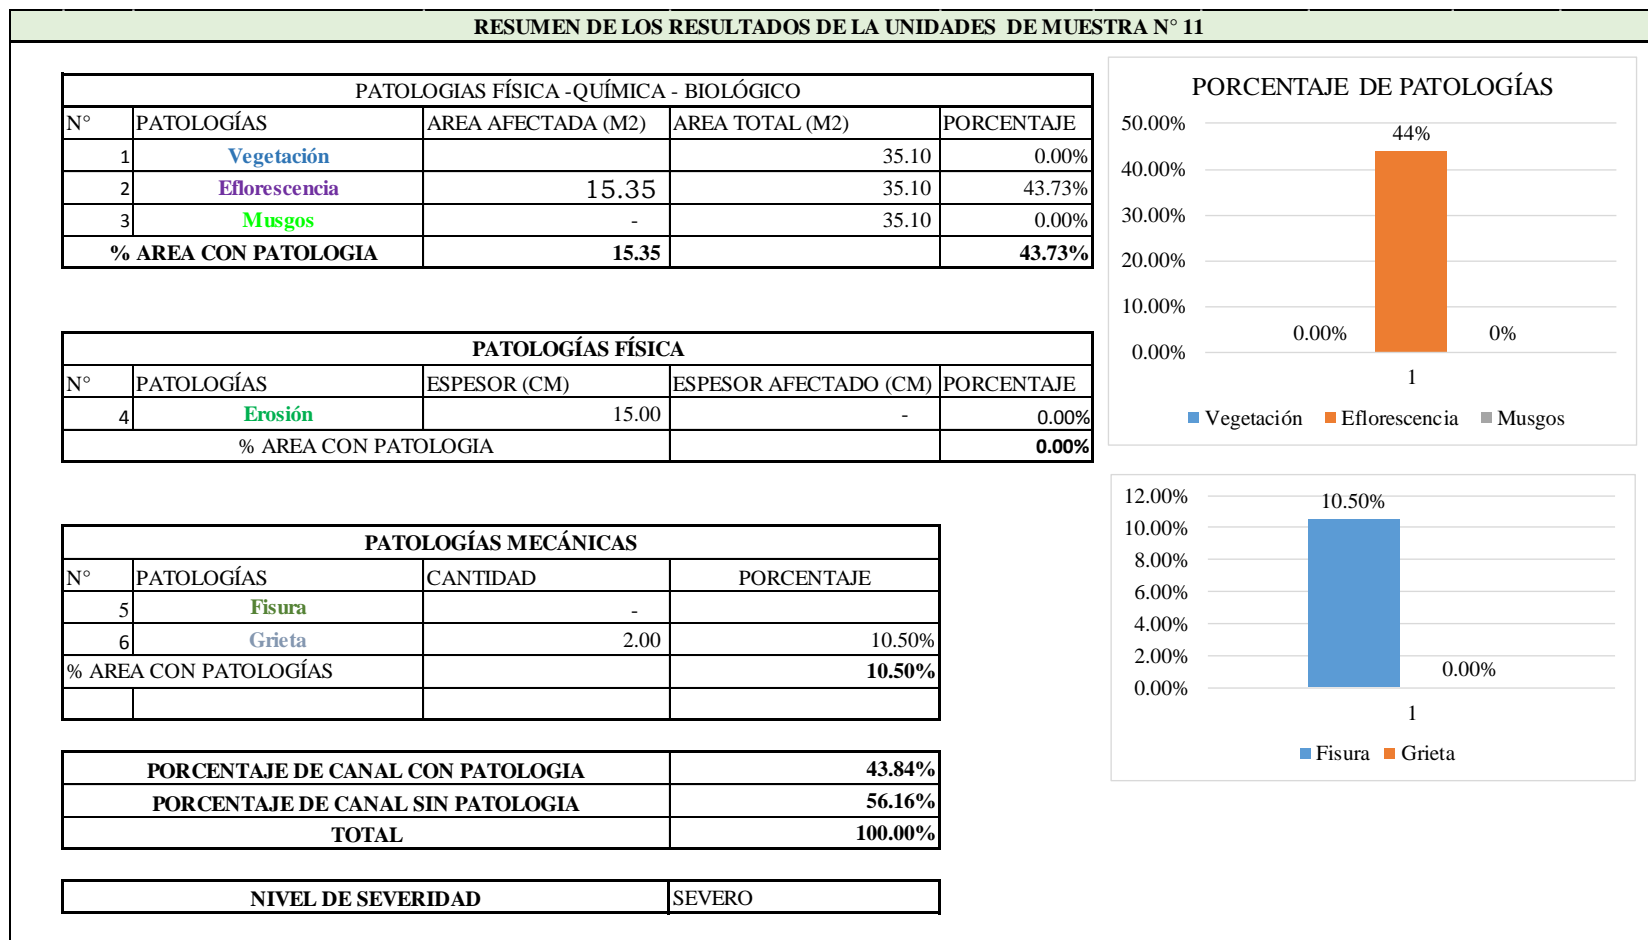 RESUMEN DE LOS RESULTADOS DE LA UNIDADES DE MUESTRA N° 11
PATOLOGIAS FÍSICA -QUÍMICA - BIOLÓGICO
N° PATOLOGÍAS AREA AFECTADA (M2) AREA TOTAL (M2) PORCENTAJE
1 Vegetación 35.10 0.00%
2 Eflorescencia 15.35 35.10 43.73%
3 Musgos - 35.10 0.00%
% AREA CON PATOLOGIA 15.35 43.73%
PATOLOGÍAS FÍSICA
N° PATOLOGÍAS ESPESOR (CM) ESPESOR AFECTADO (CM) PORCENTAJE
4 Erosión 15.00 - 0.00%
% AREA CON PATOLOGIA 0.00%
PATOLOGÍAS MECÁNICAS
N° PATOLOGÍAS CANTIDAD PORCENTAJE
5 Fisura -
6 Grieta 2.00 10.50%
% AREA CON PATOLOGÍAS 10.50%
PORCENTAJE DE CANAL CON PATOLOGIA 43.84%
PORCENTAJE DE CANAL SIN PATOLOGIA 56.16%
TOTAL 100.00%
NIVEL DE SEVERIDAD SEVERO
PORCENTAJE DE PATOLOGÍAS
50.00%
44%
40.00%
30.00%
20.00%
10.00%
0.00% 0%
0.00%
1
Vegetación Eflorescencia Musgos
12.00%
10.50%
10.00%
8.00%
6.00%
4.00%
2.00%
0.00%
0.00%
1
Fisura Grieta